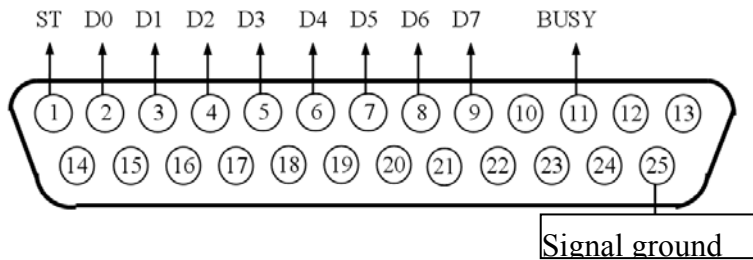 ST D0 D1 D2 D3 D4 D5 D6 D7 BUSY
1 2 3 4 5 6 7 8 9 10 11 12 13
14 15 16 17 18 19 20 21 22 23 24 25
Signal ground